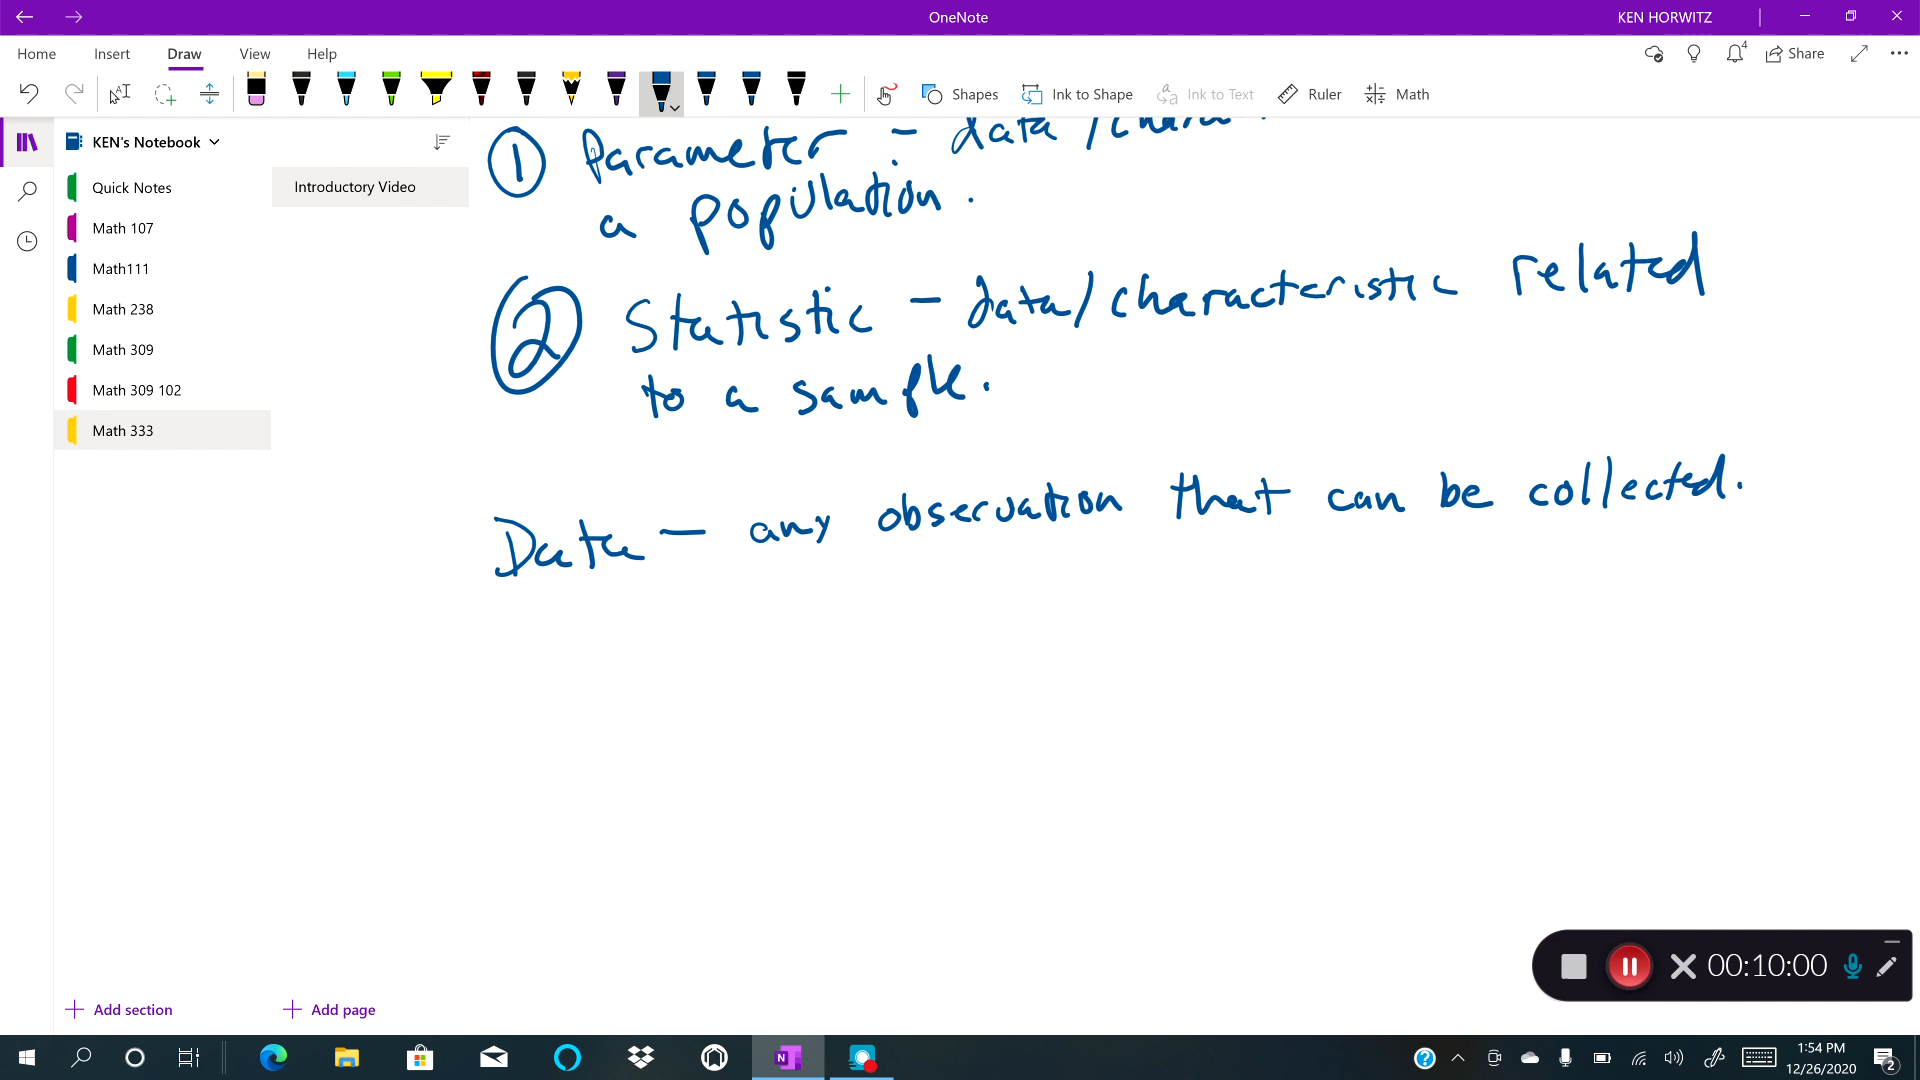 OneNote
KEN HORWITZ
Home Insert Draw View Help
4 Share
Shapes Ink to Shape Ink to Text Ruler Math
KEN's Notebook
Quick Notes
Math 107
Math111
Math 238
Math 309
Math 309 102
Math 333
Introductory Video
① Parameter - data /
a population.
② Statistic - data/characteristic related
to a sample.
Data - any observation that can be collected.
00:10:00
Add section
Add page
1:54 PM
12/26/2020
2